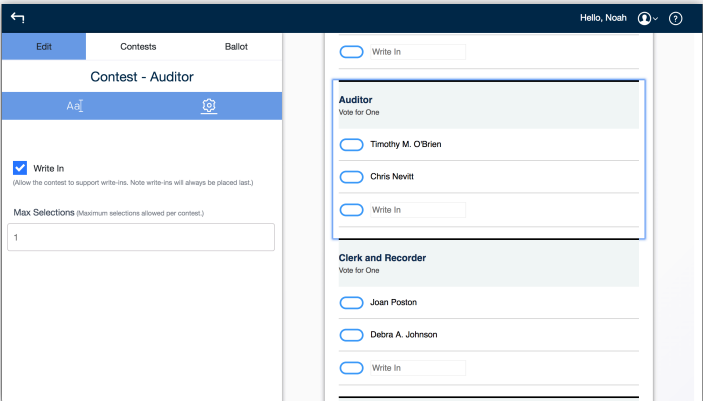 Hello, Noah
?
Edit
Contests
Ballot
Contest - Auditor
Aa
Write In
(Allow the contest to support write-ins. Note write-ins will always be placed last.)
Max Selections (Maximum selections allowed per contest.)
1
Write In
Auditor
Vote for One
Timothy M. O'Brien
Chris Nevitt
Write In
Clerk and Recorder
Vote for One
Joan Poston
Debra A. Johnson
Write In